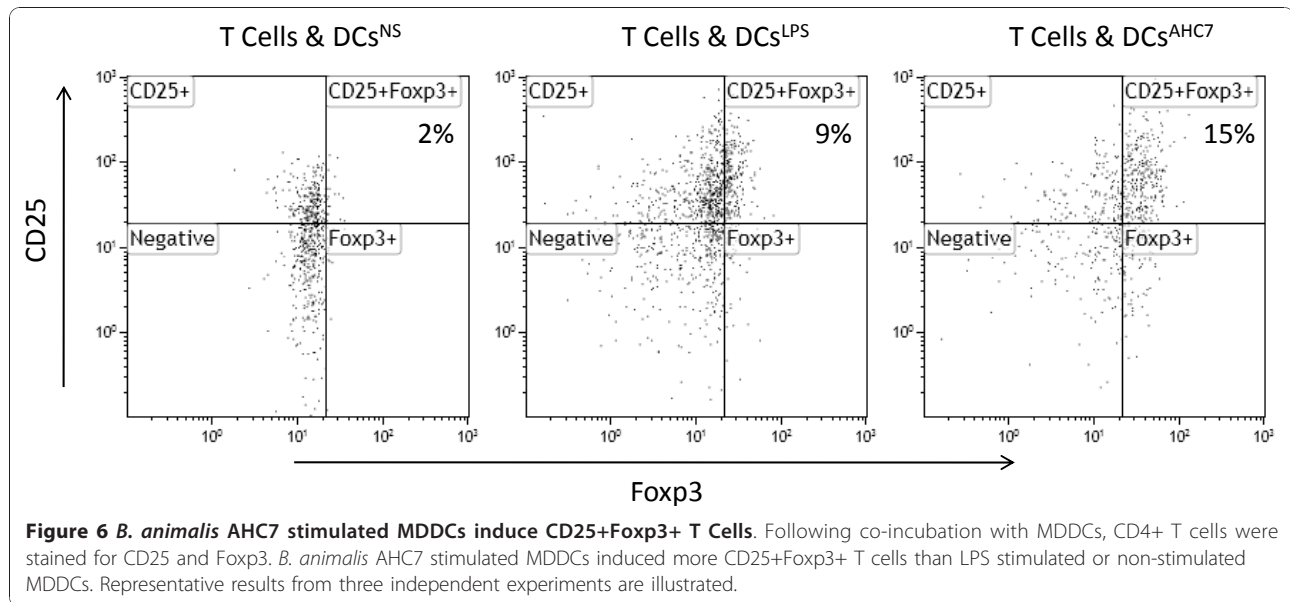 T Cells & DCsNS
T Cells & DCsLPS
T Cells & DCsAHC7
CD25
10³
10²
10¹
10⁰
CD25+
CD25+Foxp3+
2%
Negative
Foxp3+
10⁰ 10¹ 10² 10³
10³
10²
10¹
10⁰
CD25+
CD25+Foxp3+
9%
Negative
Foxp3+
10⁰ 10¹ 10² 10³
10³
10²
10¹
10⁰
CD25+
CD25+Foxp3+
15%
Negative
Foxp3+
10⁰ 10¹ 10² 10³
Foxp3
Figure 6 B. animalis AHC7 stimulated MDDCs induce CD25+Foxp3+ T Cells. Following co-incubation with MDDCs, CD4+ T cells were
stained for CD25 and Foxp3. B. animalis AHC7 stimulated MDDCs induced more CD25+Foxp3+ T cells than LPS stimulated or non-stimulated
MDDCs. Representative results from three independent experiments are illustrated.